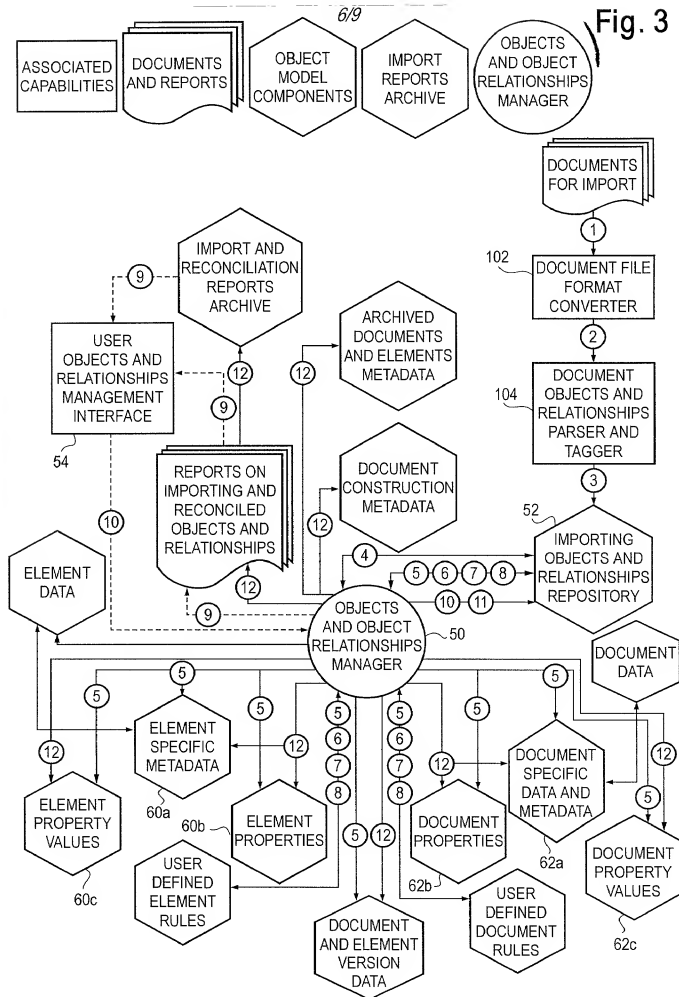 6/9
Fig. 3
ASSOCIATED
CAPABILITIES
DOCUMENTS
AND REPORTS
OBJECT
MODEL
COMPONENTS
IMPORT
REPORTS
ARCHIVE
OBJECTS
AND OBJECT
RELATIONSHIPS
MANAGER
DOCUMENTS
FOR IMPORT
1
102
DOCUMENT FILE
FORMAT
CONVERTER
2
104
DOCUMENT
OBJECTS AND
RELATIONSHIPS
PARSER AND
TAGGER
3
52
IMPORTING
OBJECTS AND
RELATIONSHIPS
REPOSITORY
IMPORT AND
RECONCILIATION
REPORTS
ARCHIVE
9
USER
OBJECTS AND
RELATIONSHIPS
MANAGEMENT
INTERFACE
54
12
9
12
ARCHIVED
DOCUMENTS
AND ELEMENTS
METADATA
REPORTS ON
IMPORTING AND
RECONCILED
OBJECTS AND
RELATIONSHIPS
DOCUMENT
CONSTRUCTION
METADATA
12
10
4
5 6 7 8
10 11
ELEMENT
DATA
9
12
OBJECTS
AND OBJECT
RELATIONSHIPS
MANAGER
50
DOCUMENT
DATA
5
5
5
5
5
5
5
6
6
7
7
8
8
12
12
12
12
12
5
5
ELEMENT
SPECIFIC
METADATA
60a
ELEMENT
PROPERTY
VALUES
60c
60b
ELEMENT
PROPERTIES
DOCUMENT
PROPERTIES
62b
DOCUMENT
SPECIFIC
DATA AND
METADATA
62a
DOCUMENT
PROPERTY
VALUES
62c
USER
DEFINED
ELEMENT
RULES
DOCUMENT
AND ELEMENT
VERSION
DATA
USER
DEFINED
DOCUMENT
RULES